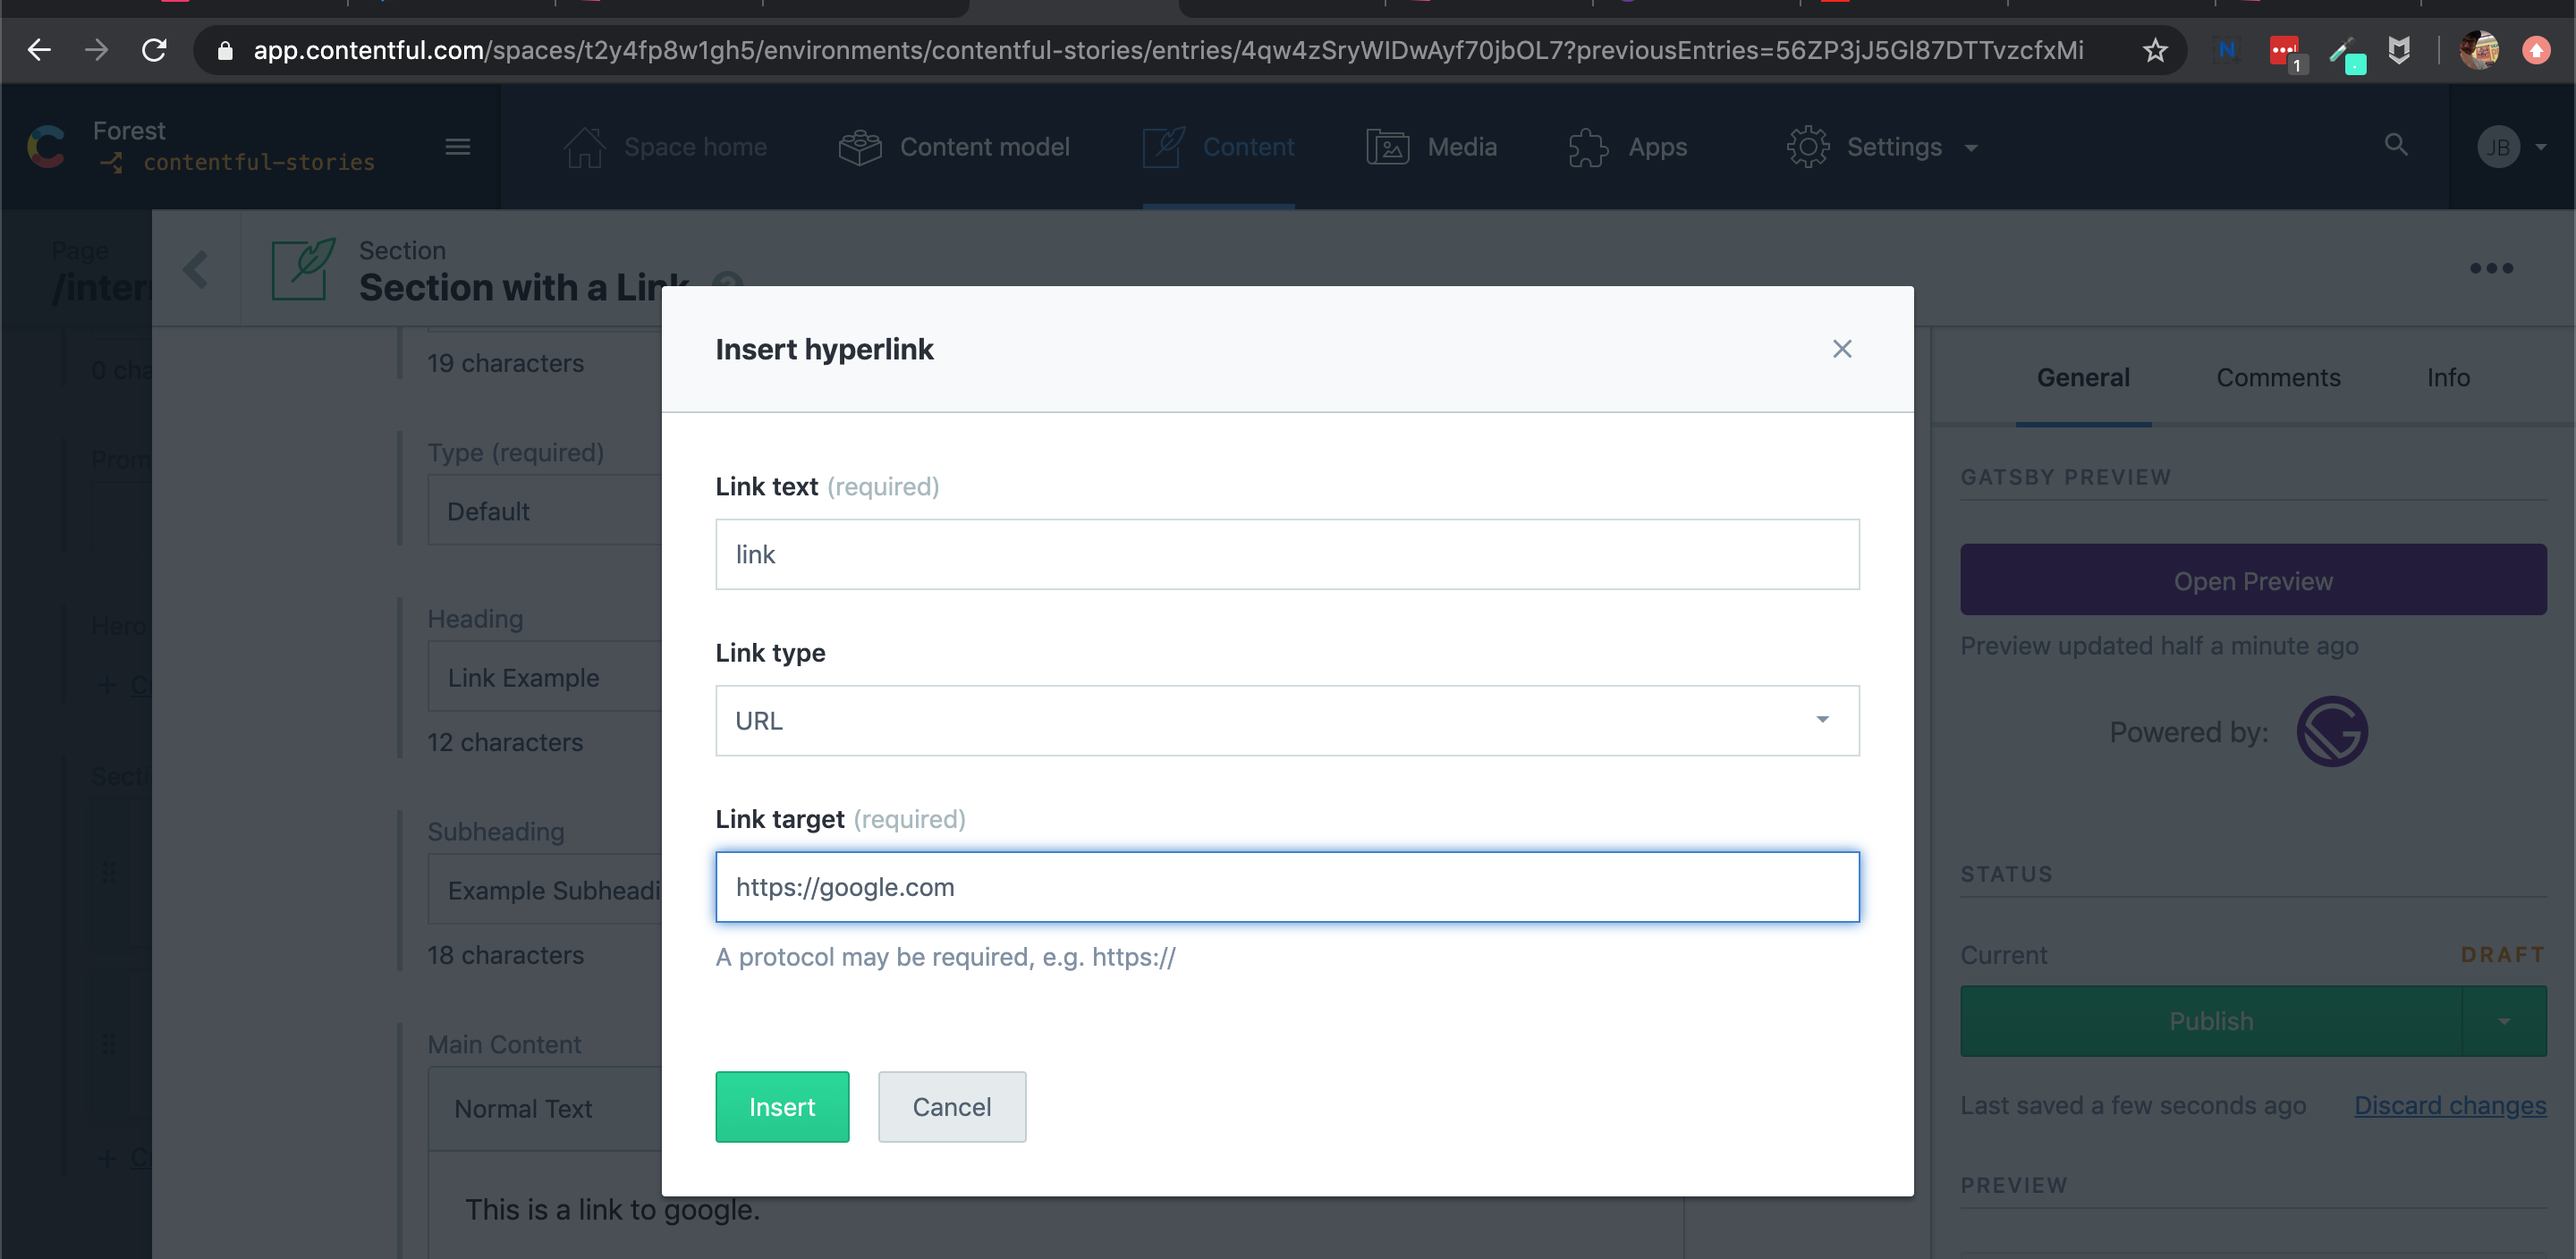 app.contentful.com/spaces/t2y4fp8w1gh5/environments/contentful-stories/entries/4qw4zSryWIDwAyf70jbOL7?previousEntries=56ZP3jJ5Gl87DTTvzcfxMi
N
1
Forest
contentful-stories
Space home
Content model
Content
Media
Apps
Settings
JB
Page
/inter
Section
Section with a Link
?
0 cha
19 characters
Prom
Type (required)
Default
Hero
Heading
Link Example
12 characters
Secti
Subheading
Example Subheadi
18 characters
Main Content
Normal Text
This is a link to google.
Insert hyperlink
Link text (required)
link
Link type
URL
Link target (required)
https://google.com
A protocol may be required, e.g. https://
Insert
Cancel
General
Comments
Info
GATSBY PREVIEW
Open Preview
Preview updated half a minute ago
Powered by:
STATUS
Current
DRAFT
Publish
Last saved a few seconds ago
Discard changes
PREVIEW